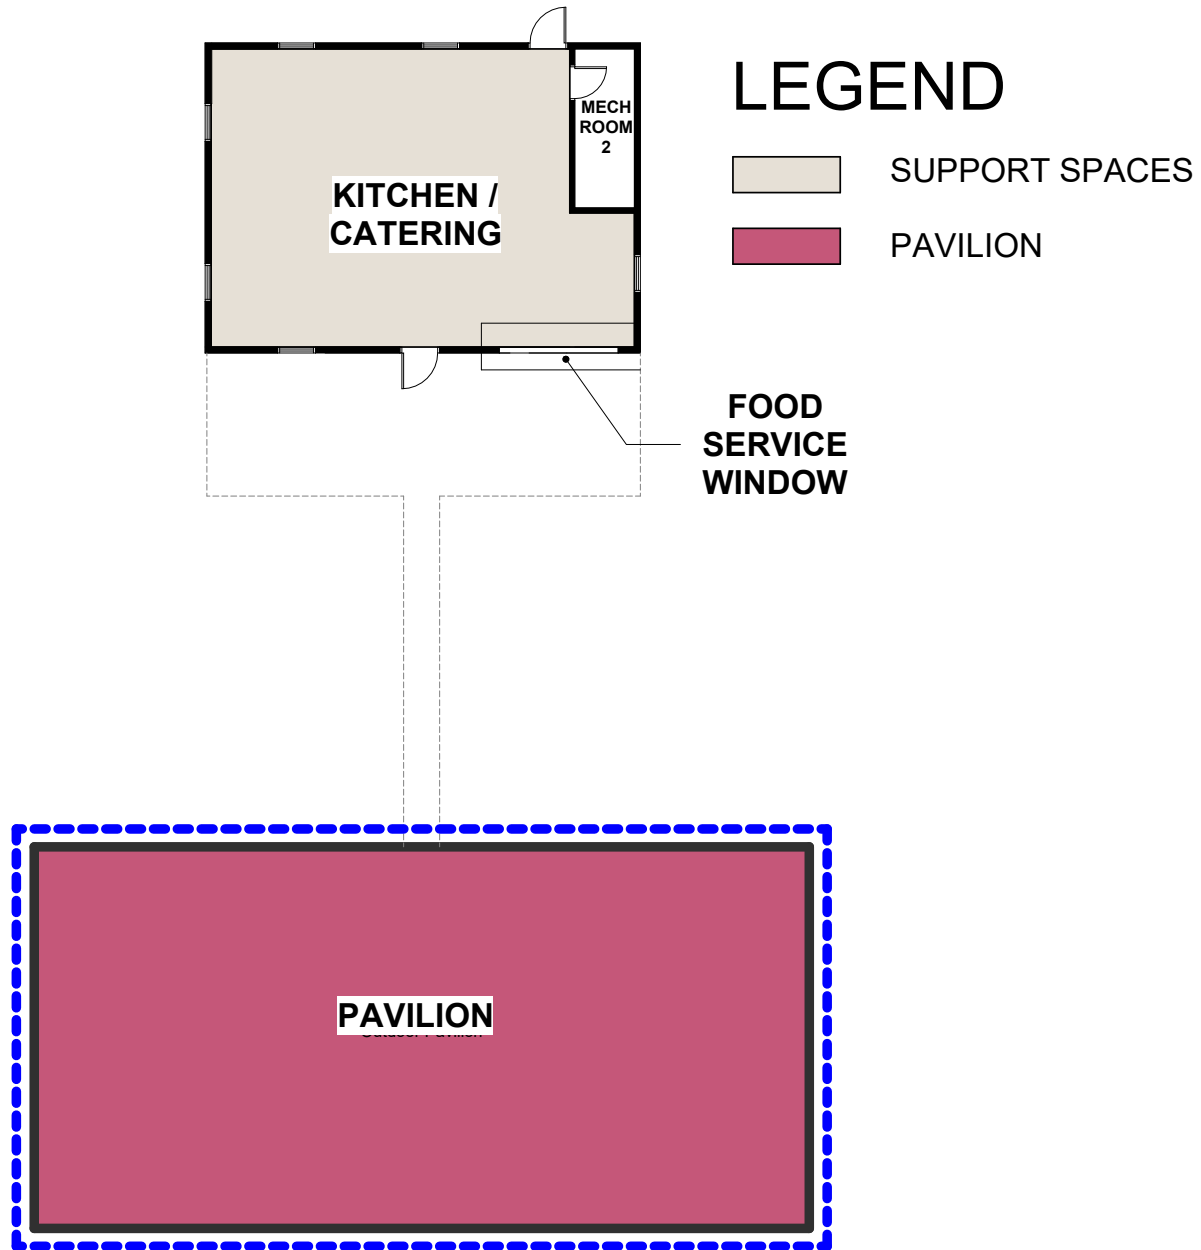 LEGEND
SUPPORT SPACES
PAVILION
MECH
ROOM
2
KITCHEN /
CATERING
FOOD
SERVICE
WINDOW
PAVILION